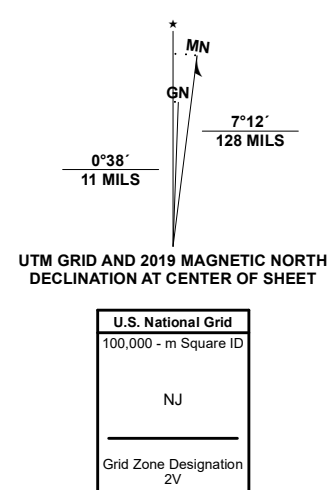 ★
MN
GN
7°12´
128 MILS
0°38´
11 MILS
UTM GRID AND 2019 MAGNETIC NORTH
DECLINATION AT CENTER OF SHEET
U.S. National Grid
100,000 - m Square ID
NJ
Grid Zone Designation
2V